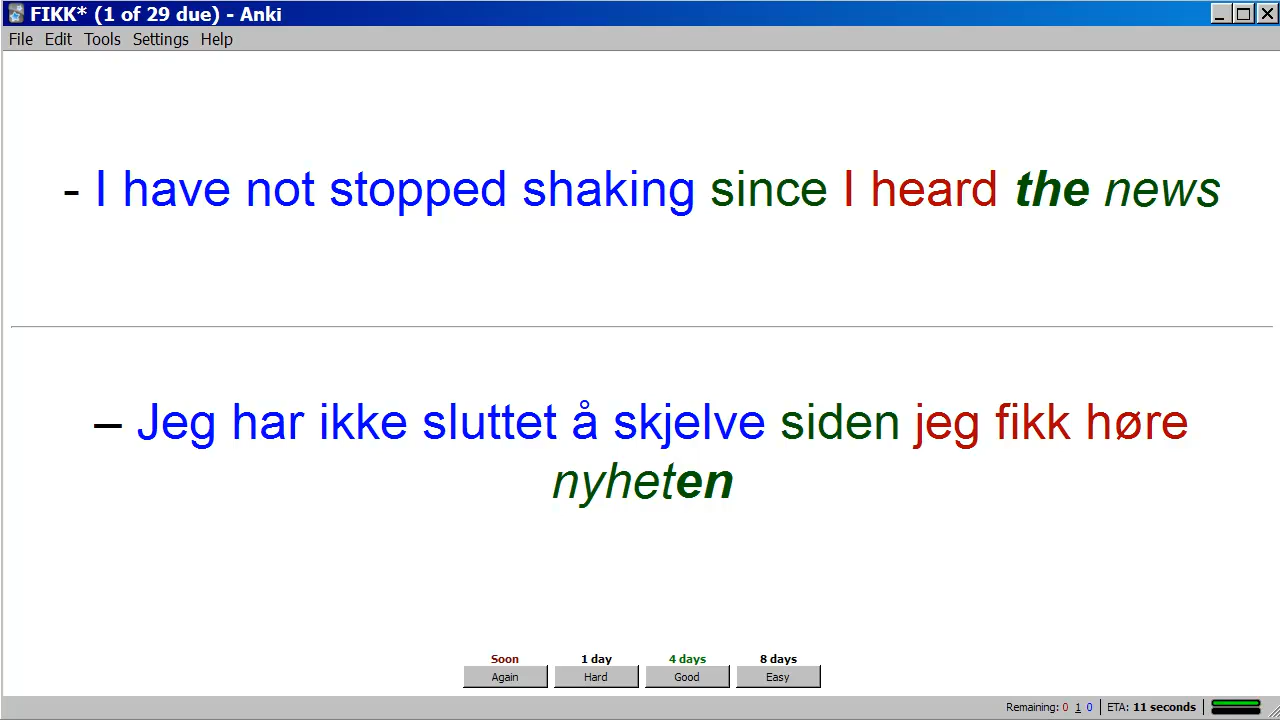 FIKK* (1 of 29 due) - Anki
File Edit Tools Settings Help
- I have not stopped shaking since I heard the news
– Jeg har ikke sluttet å skjelve siden jeg fikk høre
nyheten
Soon 1 day 4 days 8 days
Again Hard Good Easy
Remaining: 0 1 0 ETA: 11 seconds